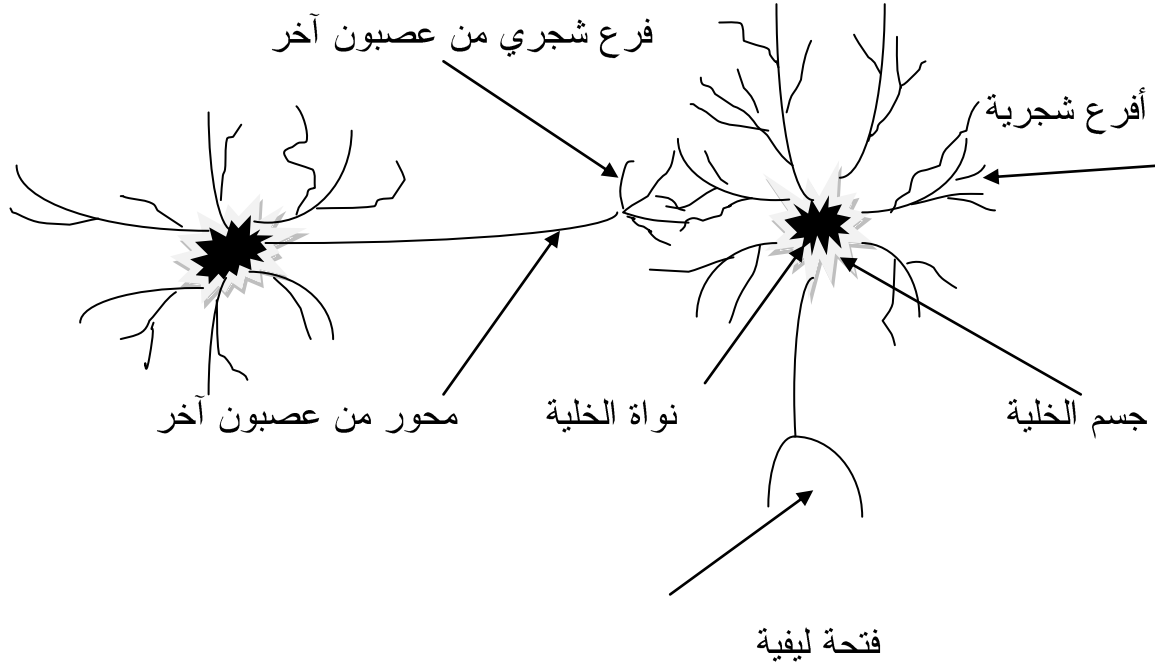 فرع شجري من عصبون آخر
أفرع شجرية
جسم الخلية
نواة الخلية
محور من عصبون آخر
فتحة ليفية